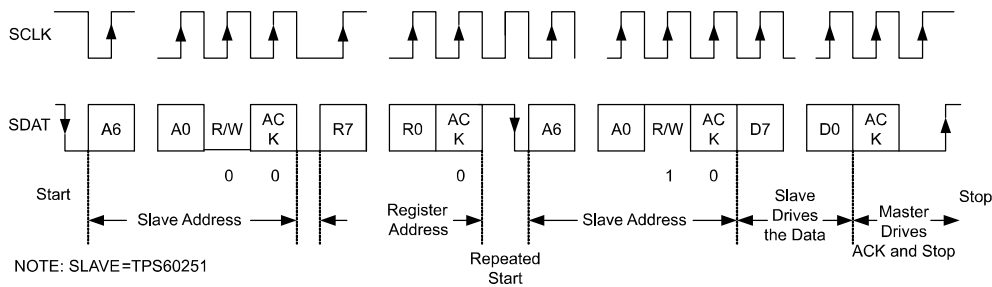 SCLK
SDAT
A6
A0
R/W
AC
K
R7
R0
AC
K
A6
A0
R/W
AC
K
D7
D0
AC
K
0
0
0
1
0
Start
Stop
Slave Address
Register
Address
Slave Address
Slave
Drives
the Data
Master
Drives
ACK and Stop
Repeated
Start
NOTE: SLAVE=TPS60251